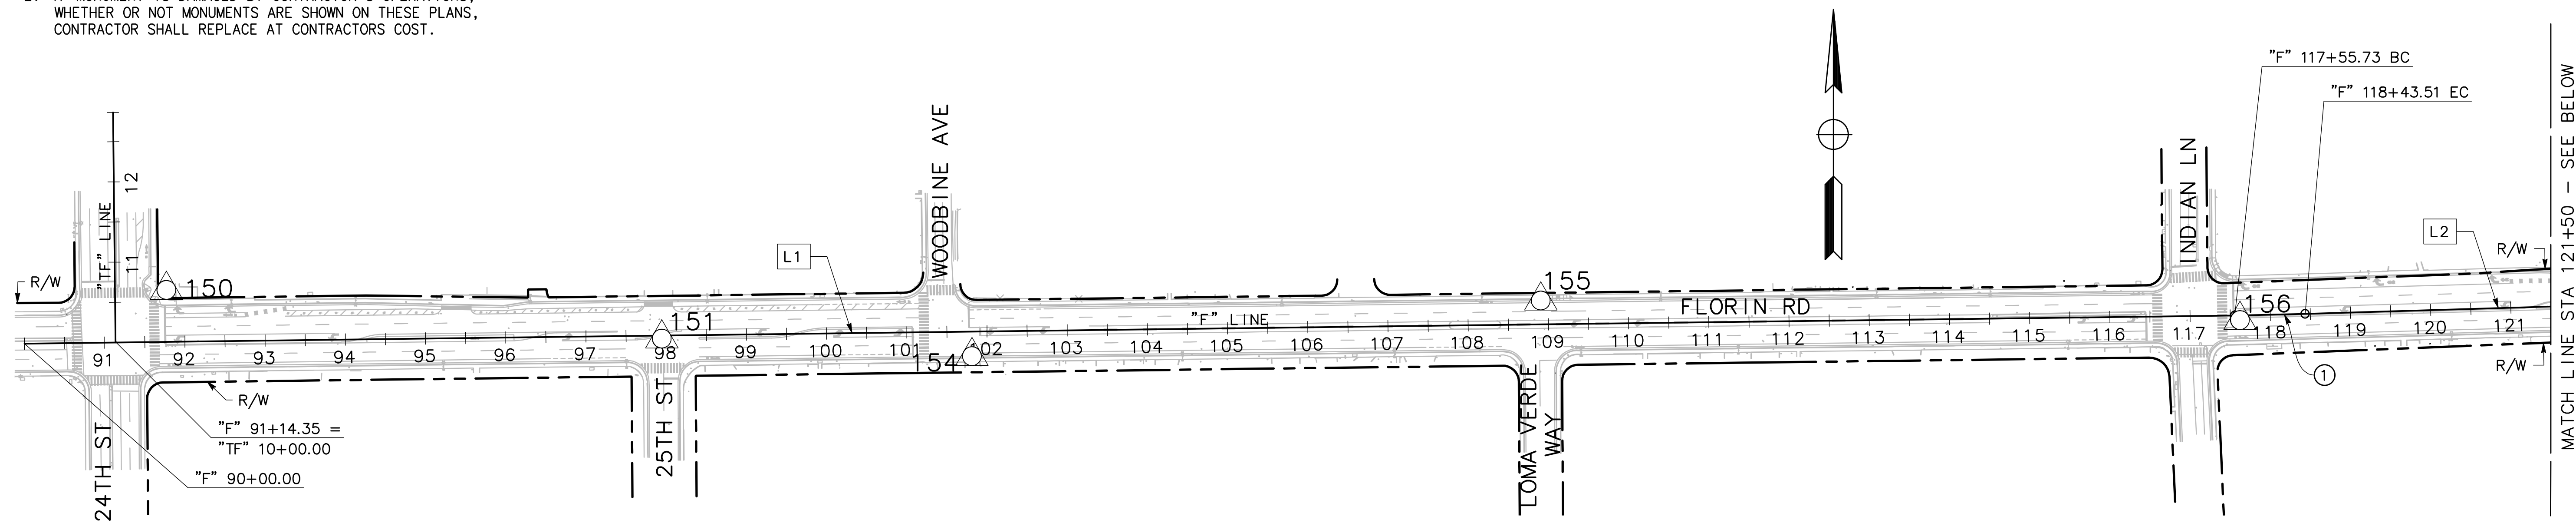 WHETHER OR NOT MONUMENTS ARE SHOWN ON THESE PLANS,
CONTRACTOR SHALL REPLACE AT CONTRACTORS COST.
"F" 117+55.73 BC
"F" 118+43.51 EC
MATCH LINE STA 121+50 - SEE BELOW
WOODBINE AVE
INDIAN LN
12
"TF" LINE
11
L1
L2
R/W
R/W
150
151
154
155
156
"F" LINE
FLORIN RD
91
92
93
94
95
96
97
98
99
100
101
102
103
104
105
106
107
108
109
110
111
112
113
114
115
116
117
118
119
120
121
R/W
R/W
1
"F" 91+14.35 =
"TF" 10+00.00
"F" 90+00.00
24TH ST
25TH ST
LOMA VERDE
WAY